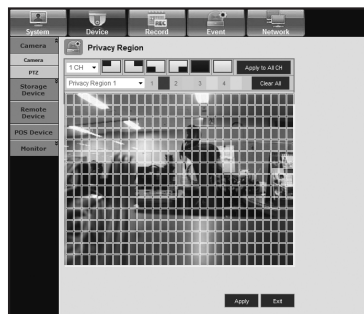 System Device Record Event Network
REC
Camera Privacy Region
Camera 1 CH Apply to All CH
PTZ
Privacy Region 1 1 2 3 4 Clear All
Storage
Device
Remote
Device
POS Device
Monitor
Apply Exit